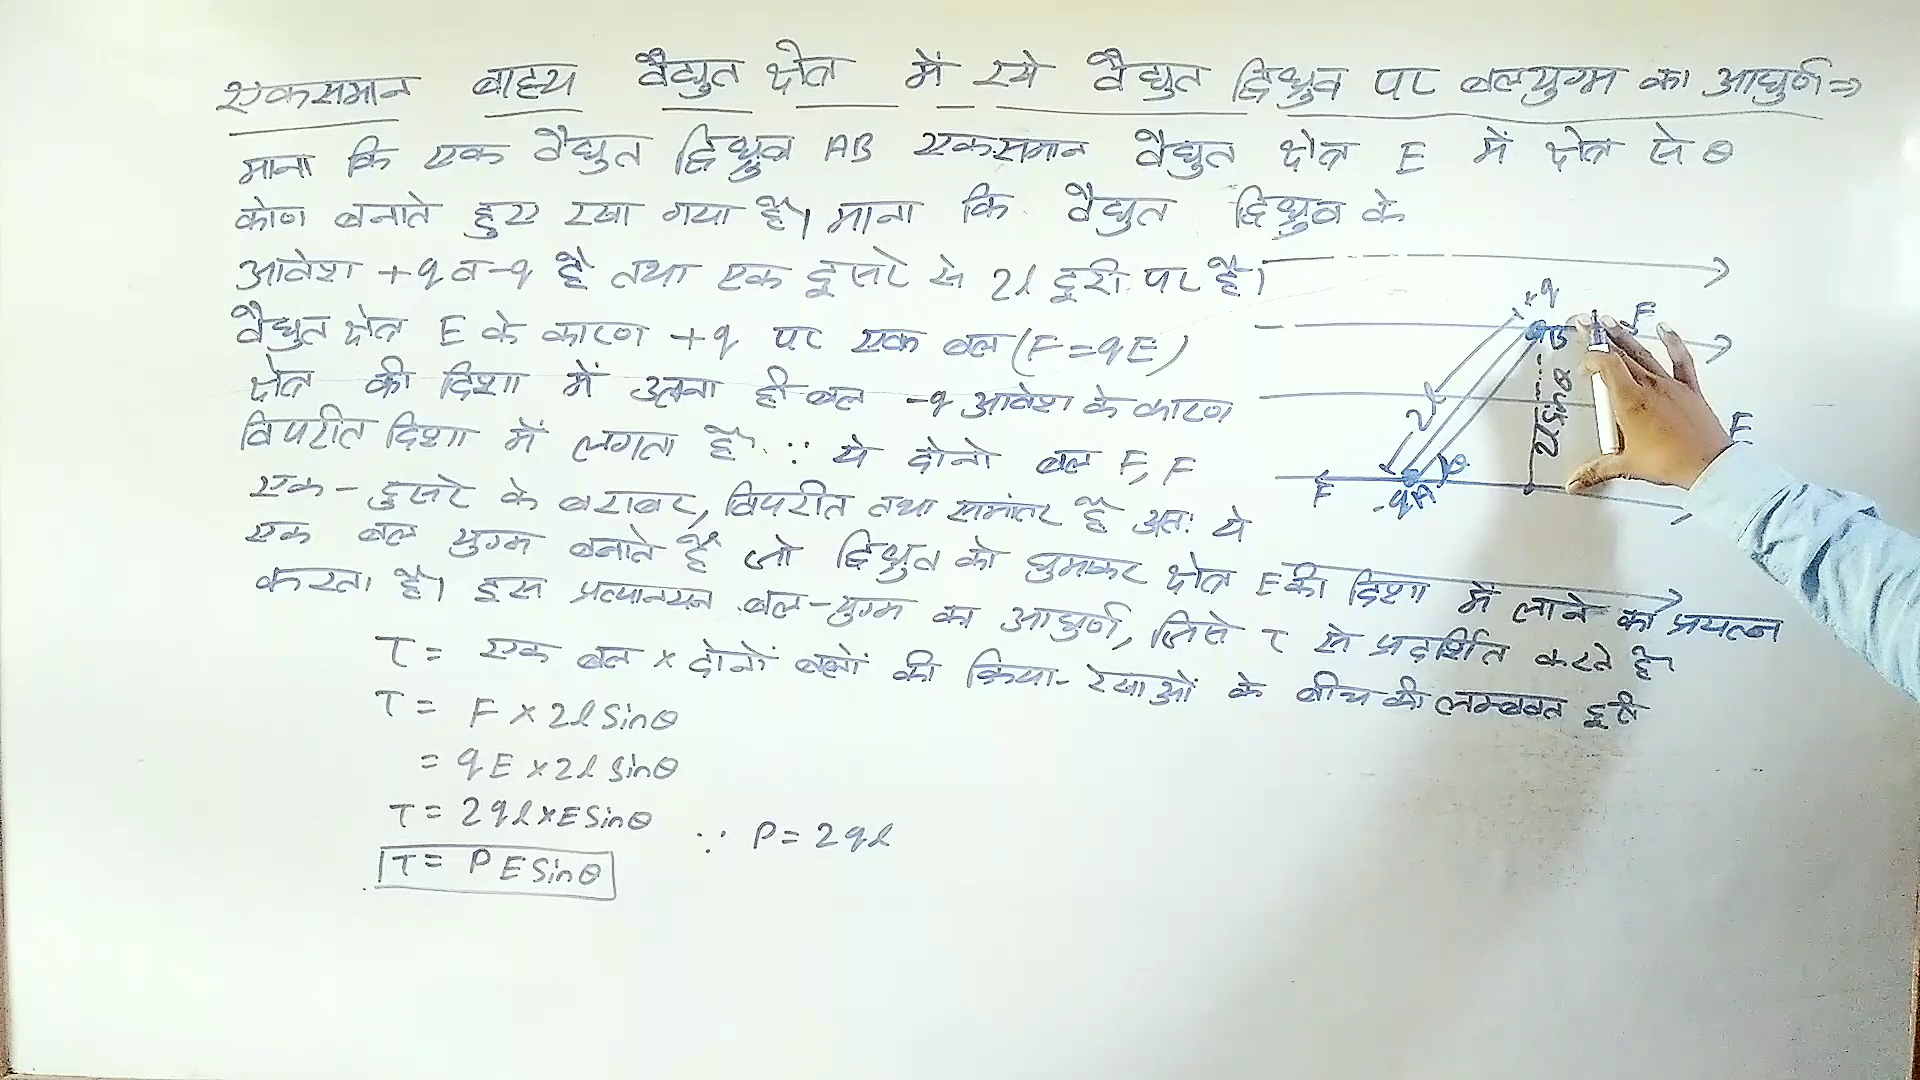 एकसमान बाह्य वैद्युत क्षेत्र में रखे वैद्युत द्विध्रुव पर बलयुग्म का आघुर्ण ⇒
माना कि एक वैद्युत द्विध्रुव AB एकसमान वैद्युत क्षेत्र E में क्षेत्र से θ
कोण बनाते हुए रखा गया है। माना कि वैद्युत द्विध्रुव के
आवेश +q व -q है तथा एक दूसरे से 2l दूरी पर है।
वैद्युत क्षेत्र E के कारण +q पर एक बल (F=qE)
क्षेत्र की दिशा में उतना ही बल -q आवेश के कारण
विपरीत दिशा में लगता है। ∵ ये दोनो बल F, F
एक-दुसरे के बराबर, विपरीत तथा समांतर है अतः ये
एक बल युग्म बनाते हैं जो द्विध्रुव को घुमाकर क्षेत्र E की दिशा में लाने का प्रयत्न
करता है। इस प्रत्यानयन बल-युग्म का आघुर्ण, जिसे τ से प्रदर्शित करते है।
τ = एक बल × दोनों बलों की क्रिया-रेखाओं के बीच की लम्बवत दूरी
τ = F × 2l Sinθ
= qE × 2l Sinθ
τ = 2ql×E Sinθ ∵ P = 2ql
τ = P E Sinθ
+q
B
F
2l
2l Sinθ
E
θ
F
-q A